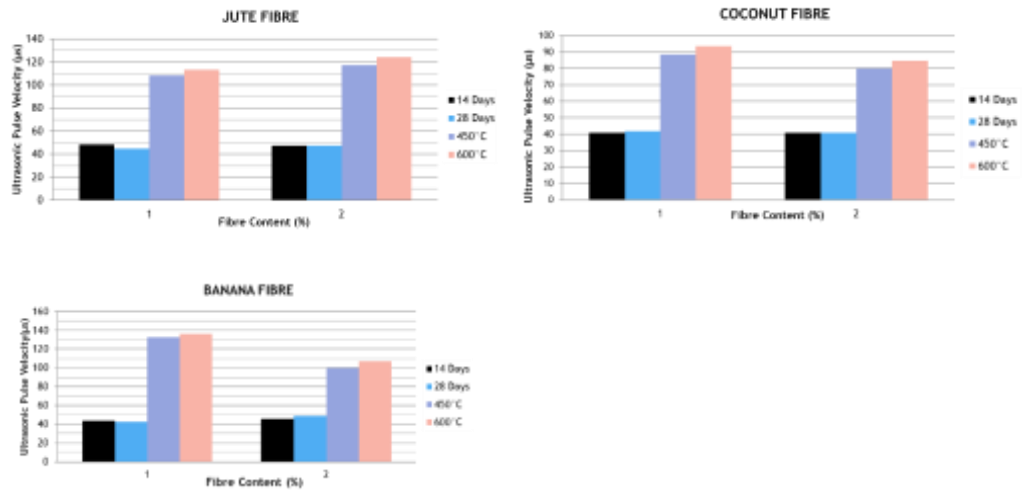 JUTE FIBRE
Ultrasonic Pulse Velocity (µs)
140
120
100
80
60
40
20
0
1
2
Fibre Content (%)
14 Days
28 Days
450°C
600°C
COCONUT FIBRE
Ultrasonic Pulse Velocity (µs)
100
90
80
70
60
50
40
30
20
10
0
1
2
Fibre Content (%)
14 Days
28 Days
450°C
600°C
BANANA FIBRE
Ultrasonic Pulse Velocity(µs)
160
140
120
100
80
60
40
20
0
1
2
Fibre Content (%)
14 Days
28 Days
450°C
600°C